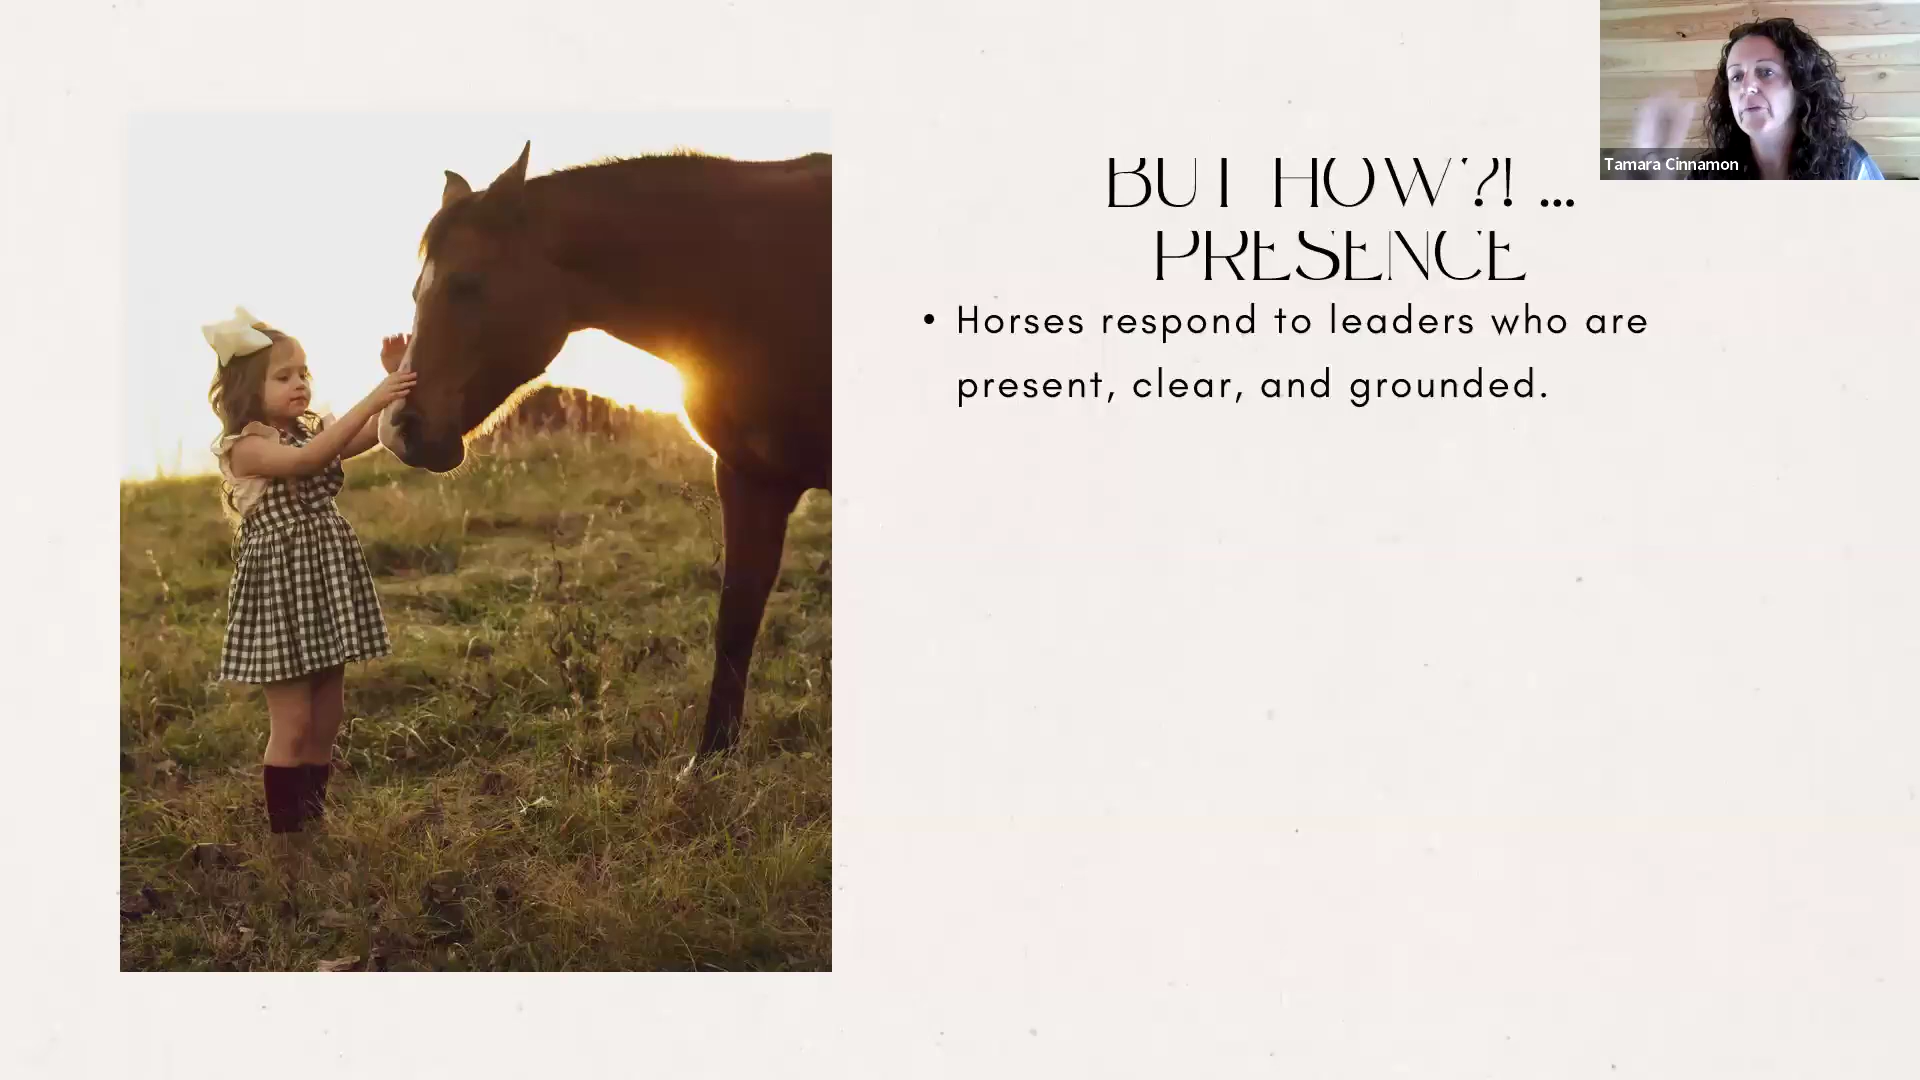 Tamara Cinnamon
BUT HOW?! ...
PRESENCE
• Horses respond to leaders who are
present, clear, and grounded.